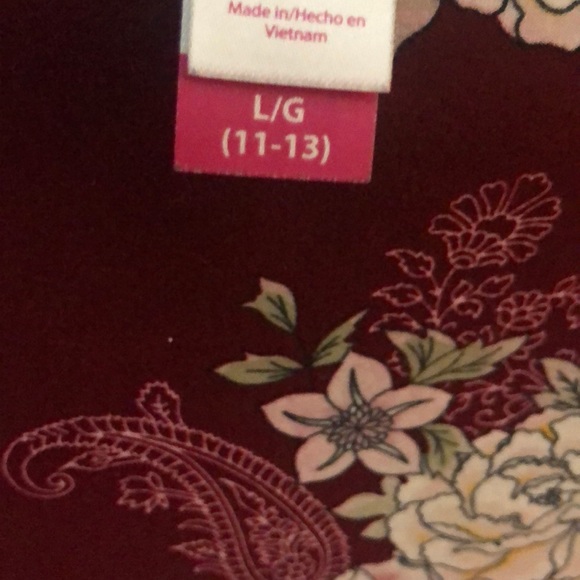 Made in/Hecho en
Vietnam
L/G
(11-13)